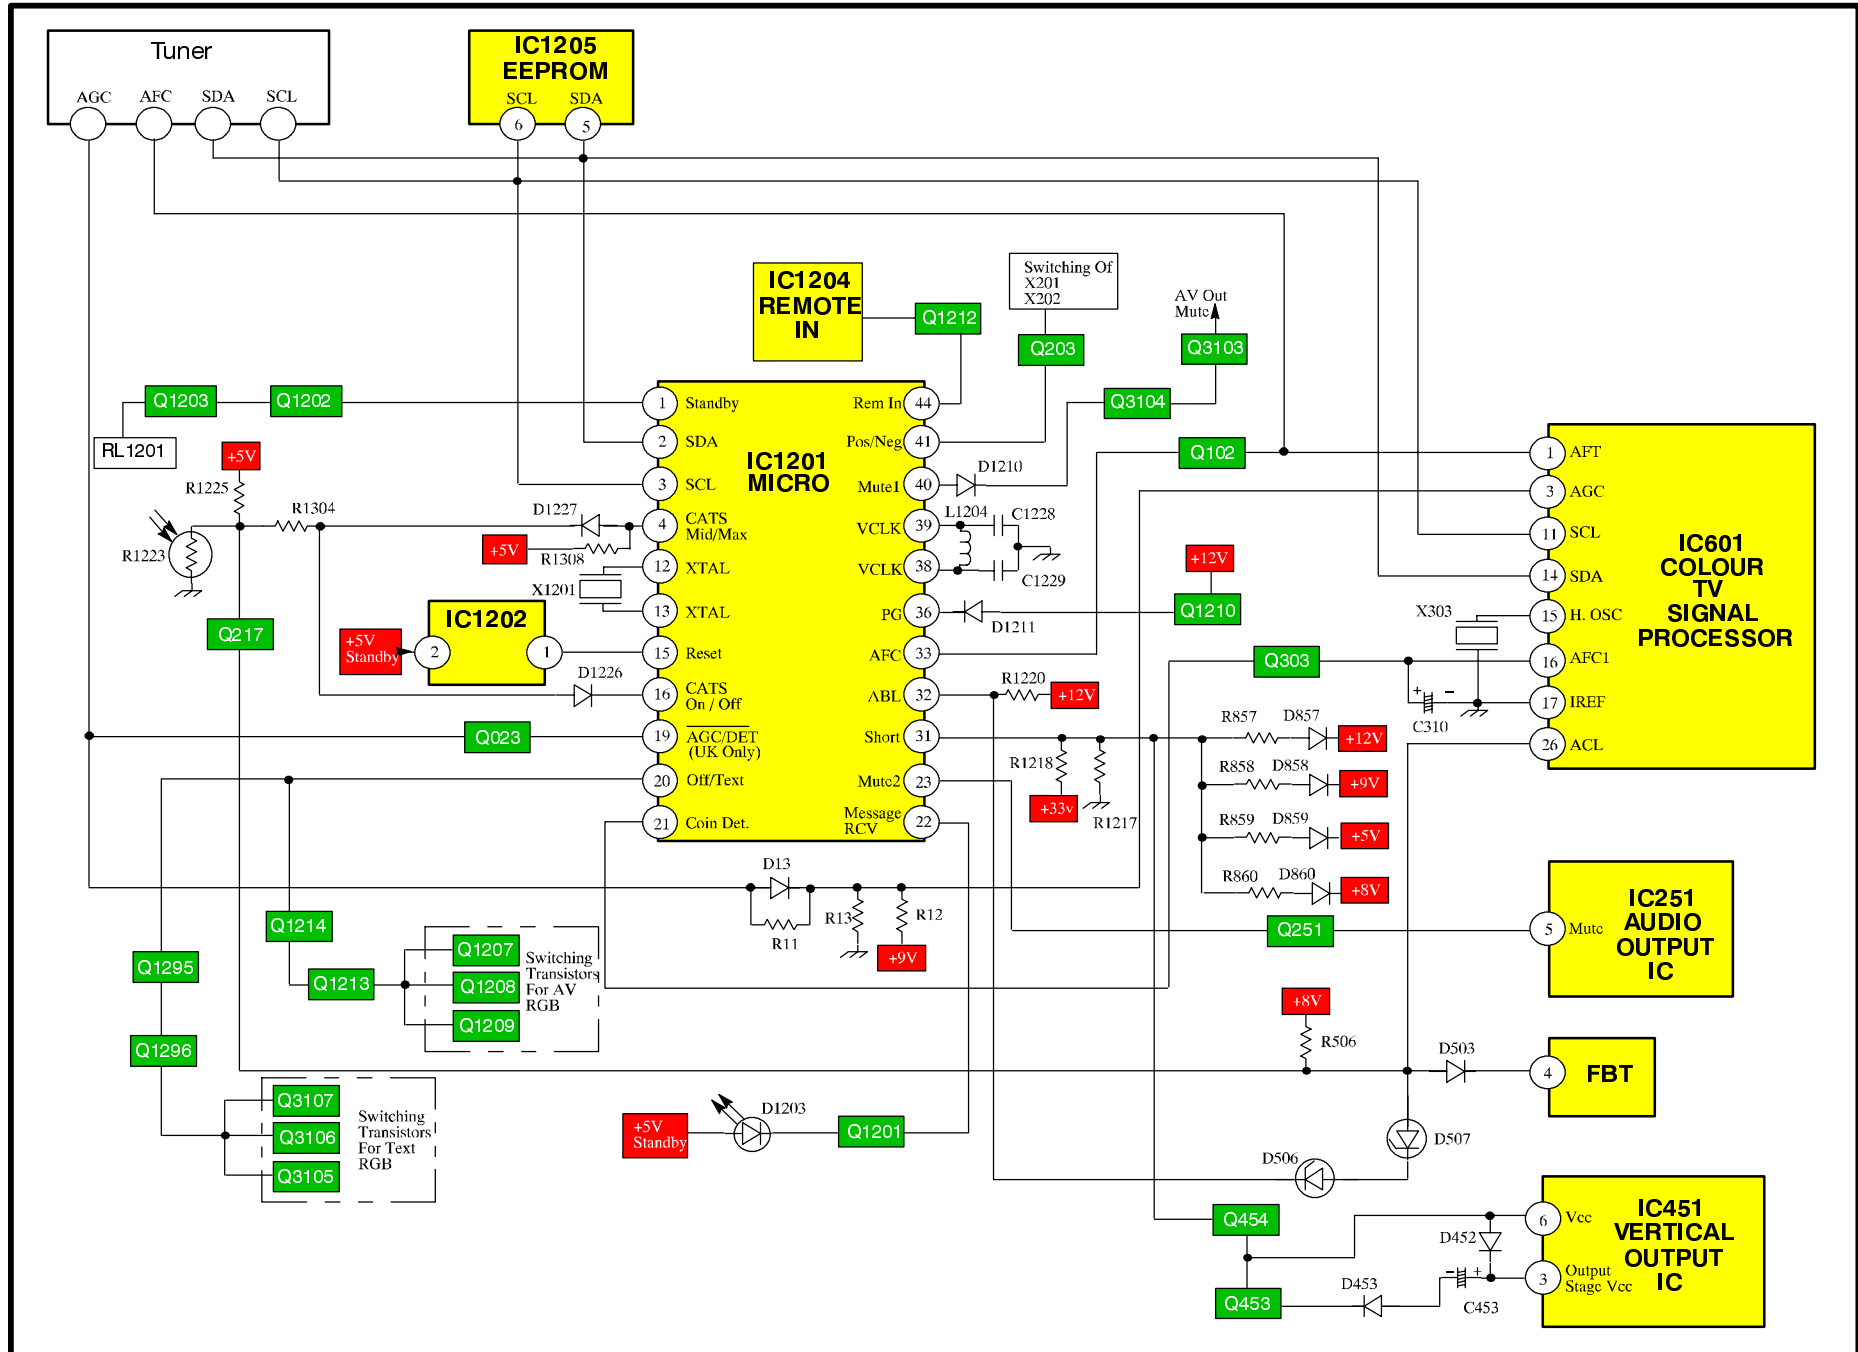 Tuner
AGC AFC SDA SCL
IC1205
EEPROM
SCL SDA
6 5
IC1204
REMOTE
IN
Q1212
Switching Of
X201
X202
Q203
AV Out
Mute
Q3103
Q3104
Q1203
Q1202
RL1201
+5V
R1225
R1304
R1223
Q217
D1227
+5V
R1308
X1201
IC1202
+5V
Standby
2 1
D1226
Q023
IC1201
MICRO
1 Standby
2 SDA
3 SCL
4 CATS
Mid/Max
12 XTAL
13 XTAL
15 Reset
16 CATS
On / Off
19 AGC/DET
(UK Only)
20 Off/Text
21 Coin Det.
Rem In 44
Pos/Neg 41
Mute1 40
VCLK 39
VCLK 38
PG 36
AFC 33
ABL 32
Short 31
Mute2 23
Message
RCV 22
D1210
L1204
C1228
C1229
D1211
+12V
Q1210
Q102
Q303
R1220
+12V
R1218
+33v
R1217
R857 D857
+12V
R858 D858
+9V
R859 D859
+5V
R860 D860
+8V
X303
C310
+ -
IC601
COLOUR
TV
SIGNAL
PROCESSOR
1 AFT
3 AGC
11 SCL
14 SDA
15 H. OSC
16 AFC1
17 IREF
26 ACL
D13
R11
R13
R12
+9V
Q251
IC251
AUDIO
OUTPUT
IC
5 Mute
Q1214
Q1295
Q1213
Q1207
Q1208
Q1209
Switching
Transistors
For AV
RGB
Q1296
Q3107
Q3106
Q3105
Switching
Transistors
For Text
RGB
+8V
R506
D503
4 FBT
+5V
Standby
D1203
Q1201
D507
D506
Q454
Q453
D452
D453
- +
C453
IC451
VERTICAL
OUTPUT
IC
6 Vcc
3 Output
Stage Vcc